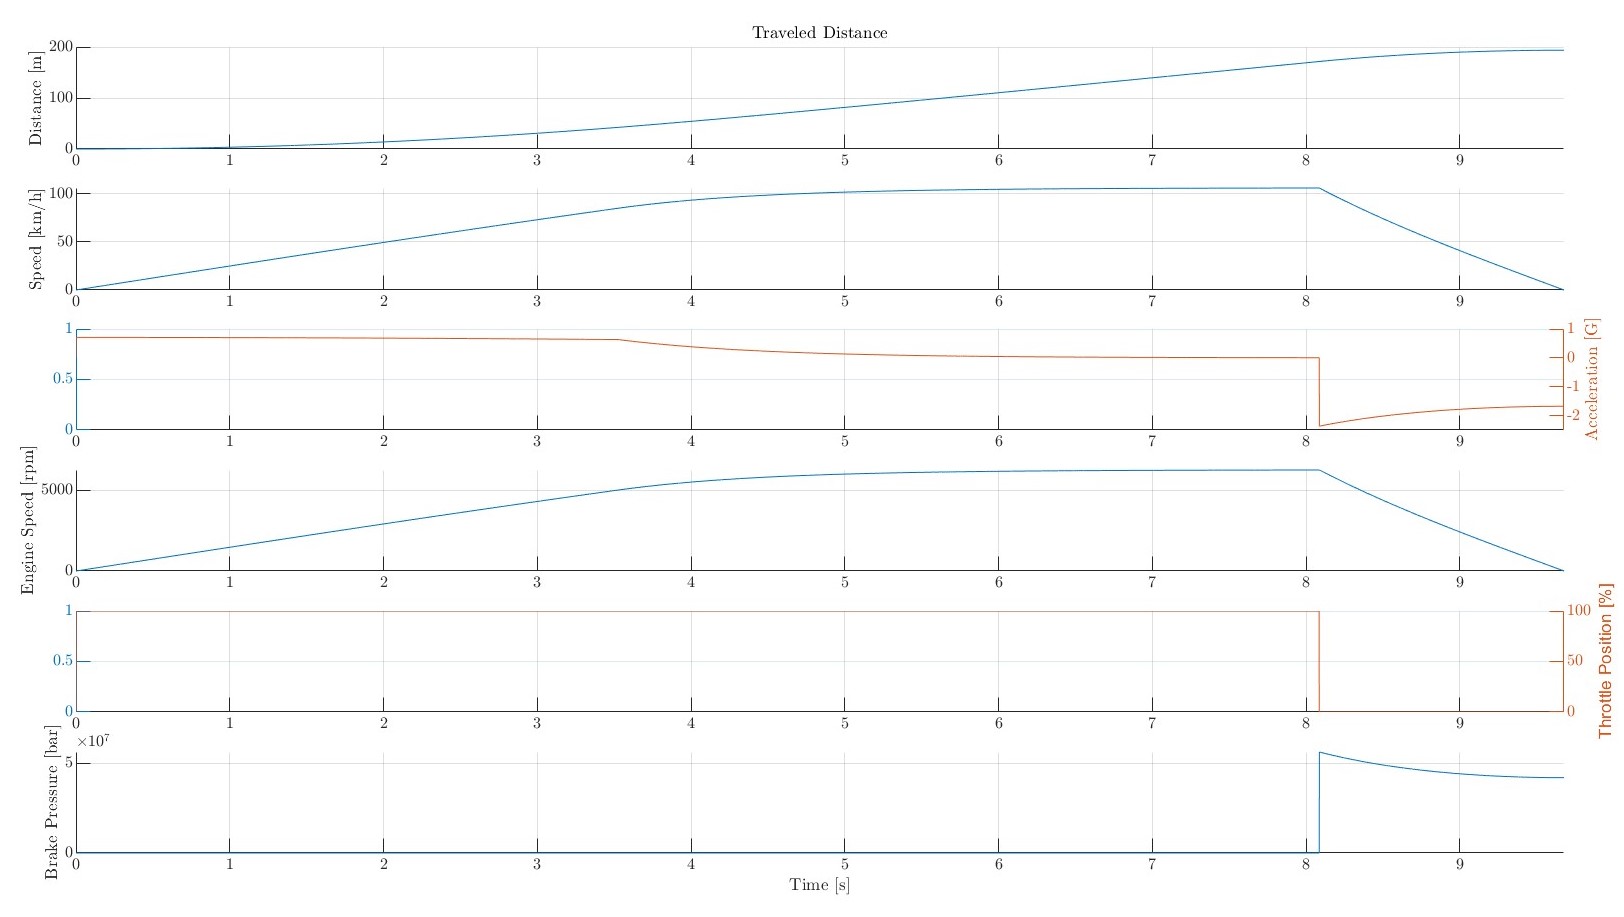 Traveled Distance
Distance [m]
200
100
0
0 1 2 3 4 5 6 7 8 9
Speed [km/h]
100
50
0
0 1 2 3 4 5 6 7 8 9
1
0.5
0
1
0
-1
-2
Acceleration [G]
0 1 2 3 4 5 6 7 8 9
Engine Speed [rpm]
5000
0
0 1 2 3 4 5 6 7 8 9
1
0.5
0
100
50
0
Throttle Position [%]
0 1 2 3 4 5 6 7 8 9
Brake Pressure [bar]
×10⁷
5
0
0 1 2 3 4 5 6 7 8 9
Time [s]